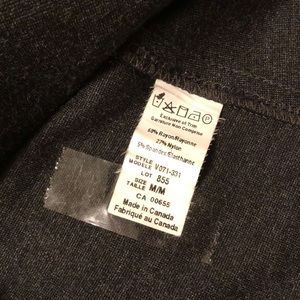 Exclusive of Trim
Garniture Non Comprise
68% Rayon/Rayonne
27% Nylon
5% Spandex/Elasthanne
STYLE
MODELE V071-331
LOT 855
SIZE
TAILLE M/M
CA 00655
Made in Canada
Fabriqué au Canada